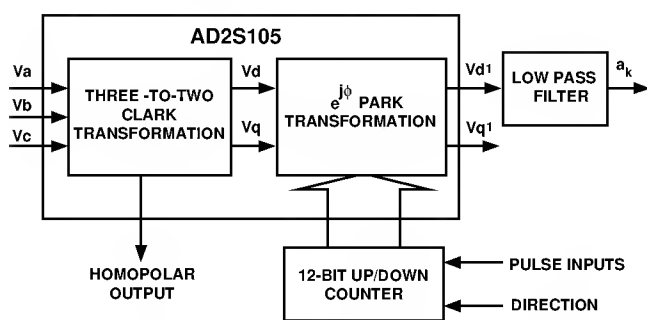 AD2S105
Va
Vb
Vc
THREE -TO-TWO
CLARK
TRANSFORMATION
Vd
Vq
e^jϕ PARK
TRANSFORMATION
Vd1
Vq1
LOW PASS
FILTER
a_k
HOMOPOLAR
OUTPUT
12-BIT UP/DOWN
COUNTER
PULSE INPUTS
DIRECTION